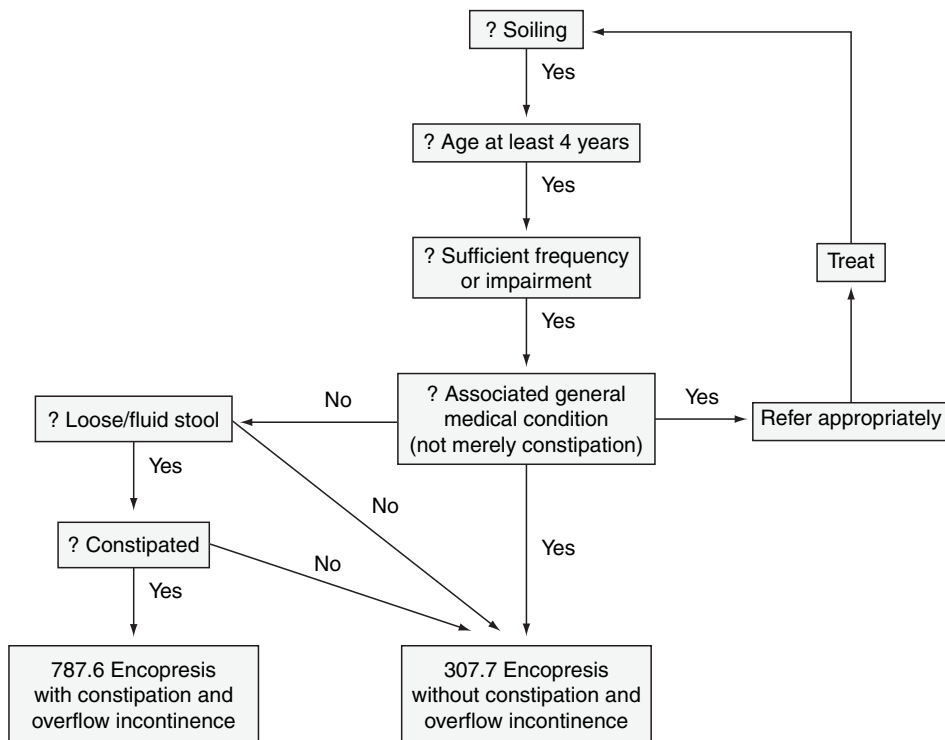 ? Soiling
Yes
? Age at least 4 years
Yes
? Sufficient frequency
or impairment
Treat
Yes
? Associated general
medical condition
(not merely constipation)
No
Yes
? Loose/fluid stool
Refer appropriately
Yes
No
? Constipated
No
Yes
Yes
787.6 Encopresis
with constipation and
overflow incontinence
307.7 Encopresis
without constipation and
overflow incontinence